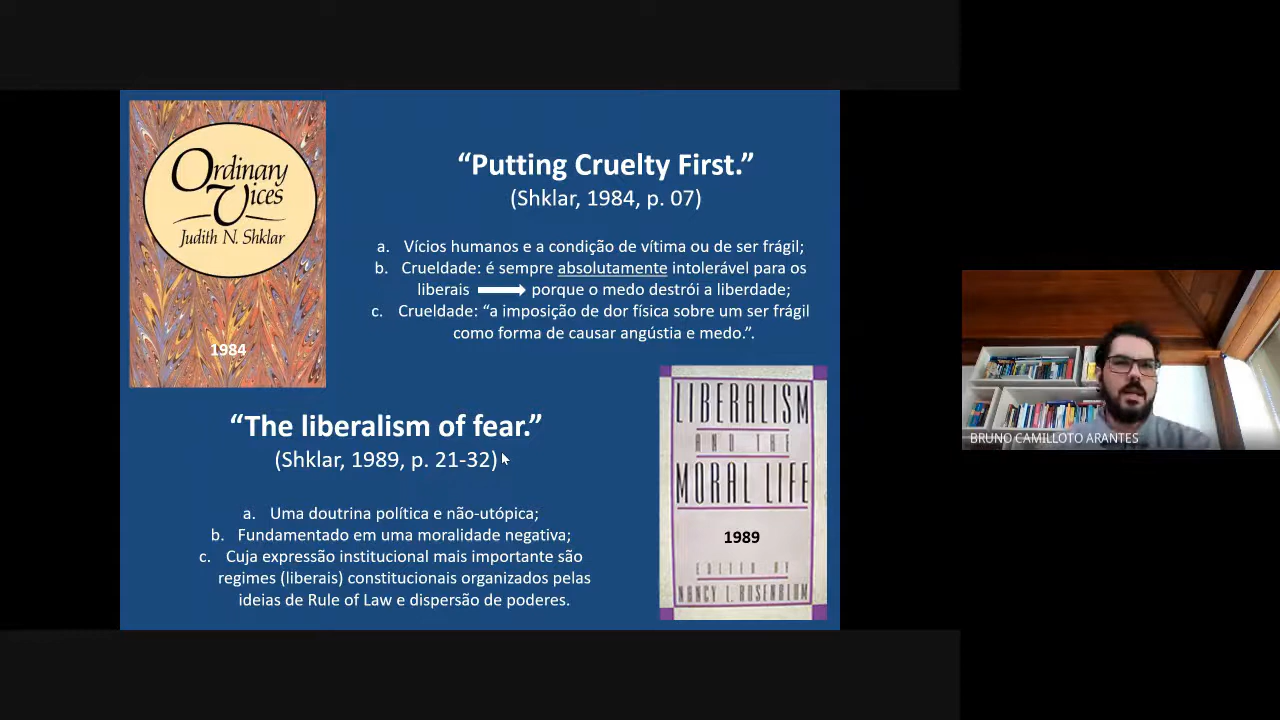 Ordinary
Vices
Judith N. Shklar
1984
“Putting Cruelty First.”
(Shklar, 1984, p. 07)
a. Vícios humanos e a condição de vítima ou de ser frágil;
b. Crueldade: é sempre absolutamente intolerável para os
liberais porque o medo destrói a liberdade;
c. Crueldade: “a imposição de dor física sobre um ser frágil
como forma de causar angústia e medo.”.
“The liberalism of fear.”
(Shklar, 1989, p. 21-32)
a. Uma doutrina política e não-utópica;
b. Fundamentado em uma moralidade negativa;
c. Cuja expressão institucional mais importante são
regimes (liberais) constitucionais organizados pelas
ideias de Rule of Law e dispersão de poderes.
LIBERALISM
AND THE
MORAL LIFE
1989
EDITED BY
NANCY L. ROSENBLUM
BRUNO CAMILLOTO ARANTES